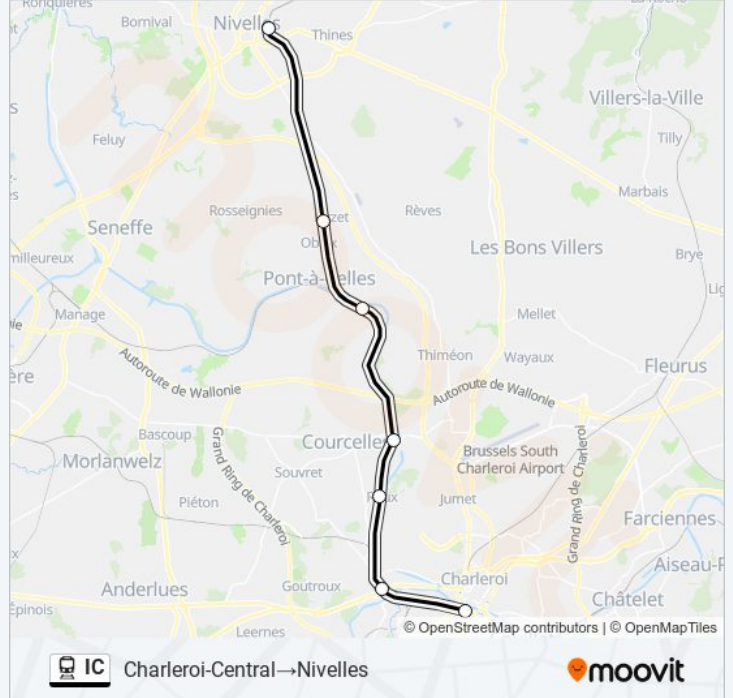 Ronquières
Bornival
Nivelles
Thines
Villers-la-Ville
Feluy
Tilly
Marbais
Rosseignies
Rèves
Seneffe
Les Bons Villers
Brye
Pont-à-Celles
Manage
Mellet
Thiméon
Wayaux
Fleurus
Autoroute de Wallonie
Autoroute de Wallonie
Bascoup
Courcelles
Morlanwelz
Souvret
Brussels South
Charleroi Airport
Grand Ring de Charleroi
Grand Ring de Charleroi
Piéton
Roux
Jumet
Farciennes
Anderlues
Goutroux
Charleroi
Châtelet
Leernes
© OpenStreetMap contributors | © OpenMapTiles
IC Charleroi-Central→Nivelles
moovit